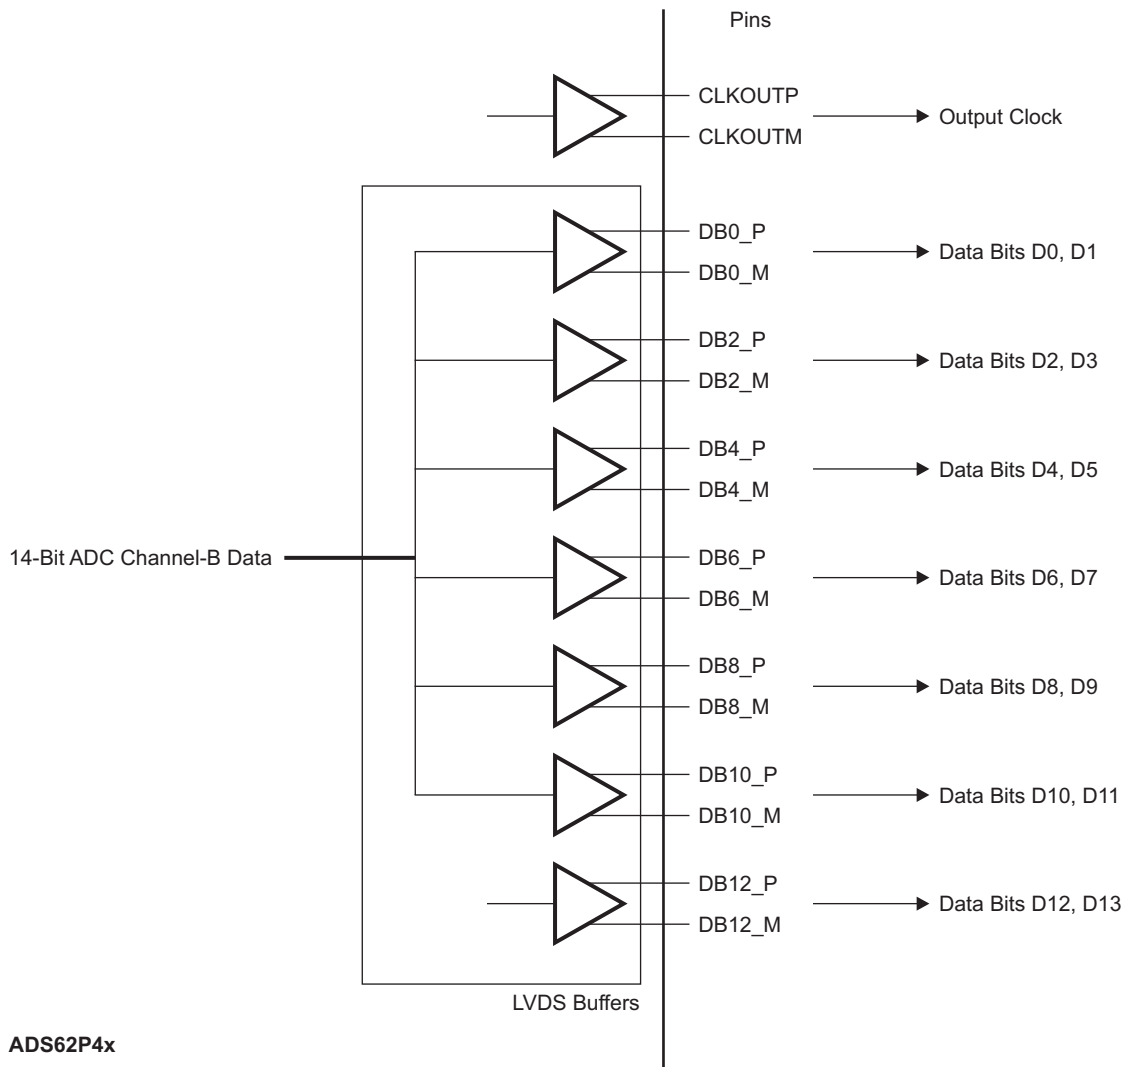 Pins
CLKOUTP
CLKOUTM
Output Clock
DB0_P
DB0_M
Data Bits D0, D1
DB2_P
DB2_M
Data Bits D2, D3
DB4_P
DB4_M
Data Bits D4, D5
14-Bit ADC Channel-B Data
DB6_P
DB6_M
Data Bits D6, D7
DB8_P
DB8_M
Data Bits D8, D9
DB10_P
DB10_M
Data Bits D10, D11
DB12_P
DB12_M
Data Bits D12, D13
LVDS Buffers
ADS62P4x